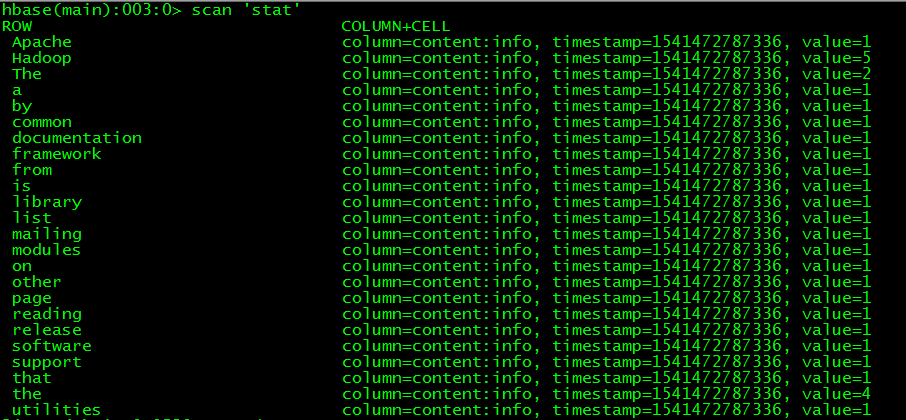 hbase(main):003:0> scan 'stat'
ROW COLUMN+CELL
Apache column=content:info, timestamp=1541472787336, value=1
Hadoop column=content:info, timestamp=1541472787336, value=5
The column=content:info, timestamp=1541472787336, value=2
a column=content:info, timestamp=1541472787336, value=1
by column=content:info, timestamp=1541472787336, value=1
common column=content:info, timestamp=1541472787336, value=1
documentation column=content:info, timestamp=1541472787336, value=1
framework column=content:info, timestamp=1541472787336, value=1
from column=content:info, timestamp=1541472787336, value=1
is column=content:info, timestamp=1541472787336, value=1
library column=content:info, timestamp=1541472787336, value=1
list column=content:info, timestamp=1541472787336, value=1
mailing column=content:info, timestamp=1541472787336, value=1
modules column=content:info, timestamp=1541472787336, value=1
on column=content:info, timestamp=1541472787336, value=1
other column=content:info, timestamp=1541472787336, value=1
page column=content:info, timestamp=1541472787336, value=1
reading column=content:info, timestamp=1541472787336, value=1
release column=content:info, timestamp=1541472787336, value=1
software column=content:info, timestamp=1541472787336, value=1
support column=content:info, timestamp=1541472787336, value=1
that column=content:info, timestamp=1541472787336, value=1
the column=content:info, timestamp=1541472787336, value=4
utilities column=content:info, timestamp=1541472787336, value=1